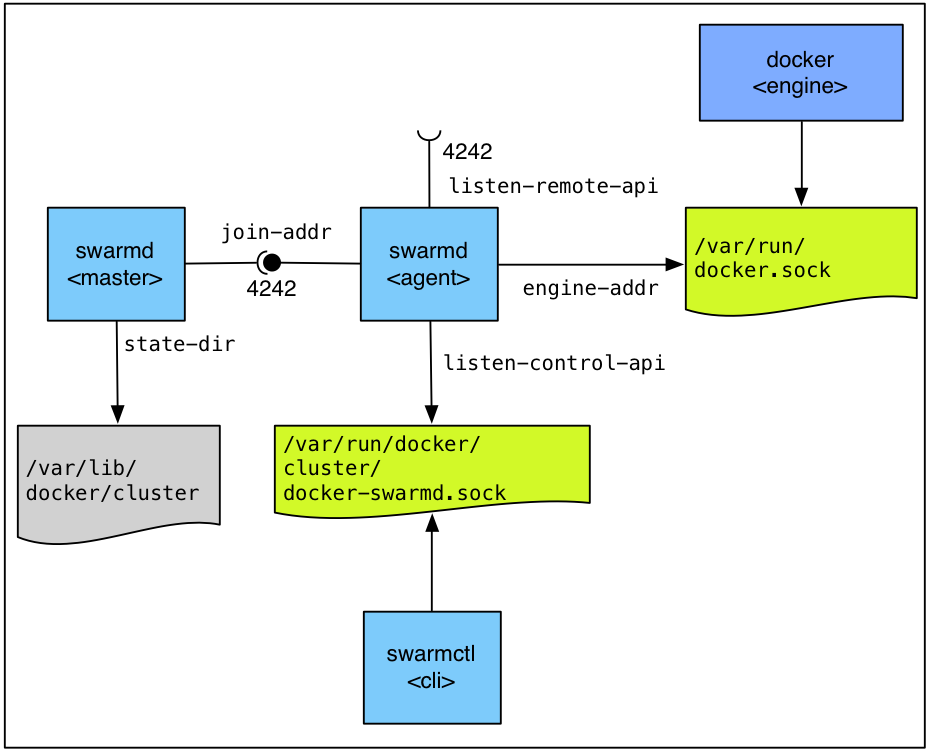 docker
<engine>
4242
listen-remote-api
swarmd
<master>
join-addr
4242
swarmd
<agent>
engine-addr
/var/run/
docker.sock
state-dir
listen-control-api
/var/lib/
docker/cluster
/var/run/docker/
cluster/
docker-swarmd.sock
swarmctl
<cli>